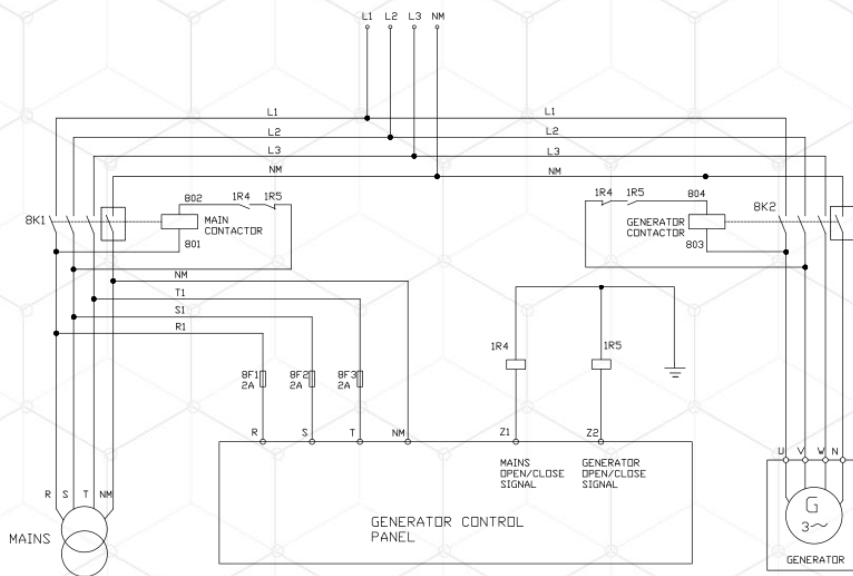 L1 L2 L3 NM
L1 L1
L2 L2
L3 L3
NM NM
802 1R4 1R5
1R4 1R5 804
8K1
MAIN
CONTACTOR
GENERATOR
CONTACTOR
8K2
801
803
NM
T1
S1
R1
1R4 1R5
8F1
2A
8F2
2A
8F3
2A
R S T NM Z1 Z2
MAINS
OPEN/CLOSE
SIGNAL
GENERATOR
OPEN/CLOSE
SIGNAL
U V W N
R S T NM
GENERATOR CONTROL
PANEL
MAINS
G
3~
GENERATOR